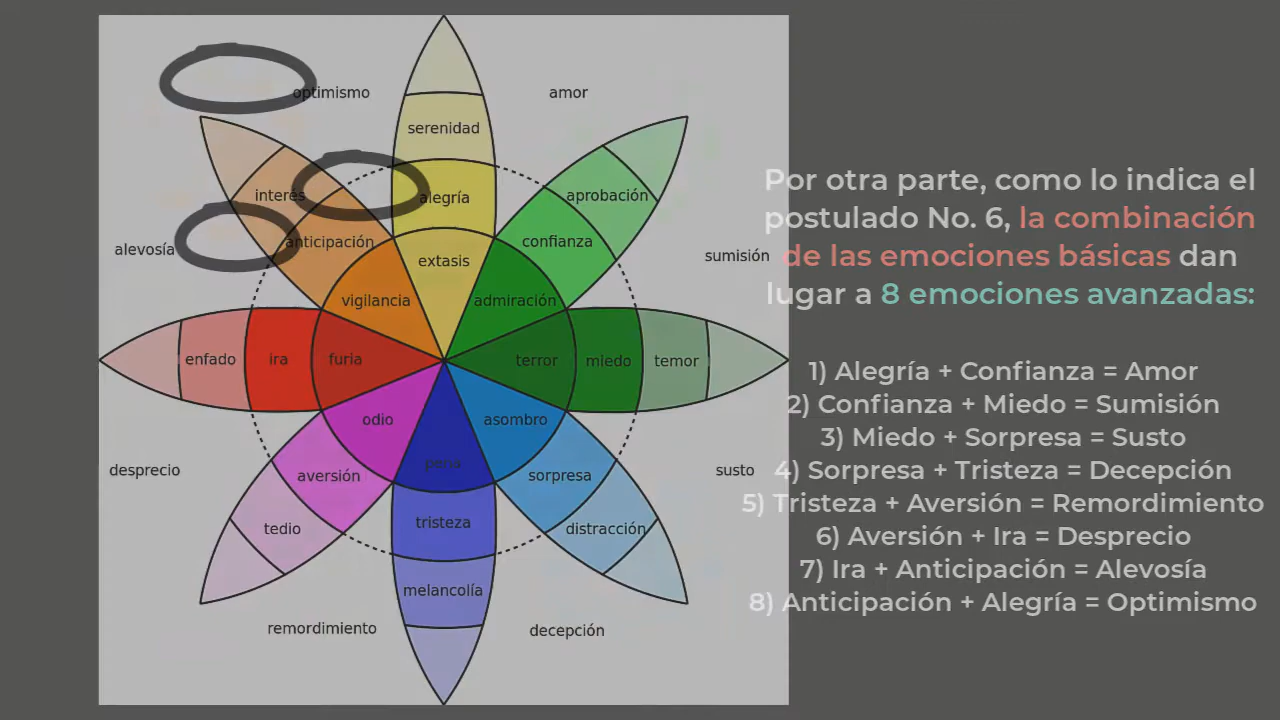 optimismo
amor
serenidad
interés
alegría
aprobación
alevosía
anticipación
confianza
sumisión
extasis
vigilancia
admiración
enfado
ira
furia
terror
miedo
temor
odio
asombro
desprecio
aversión
pena
sorpresa
susto
tedio
tristeza
distracción
melancolía
remordimiento
decepción
Por otra parte, como lo indica el
postulado No. 6, la combinación
de las emociones básicas dan
lugar a 8 emociones avanzadas:
1) Alegría + Confianza = Amor
2) Confianza + Miedo = Sumisión
3) Miedo + Sorpresa = Susto
4) Sorpresa + Tristeza = Decepción
5) Tristeza + Aversión = Remordimiento
6) Aversión + Ira = Desprecio
7) Ira + Anticipación = Alevosía
8) Anticipación + Alegría = Optimismo